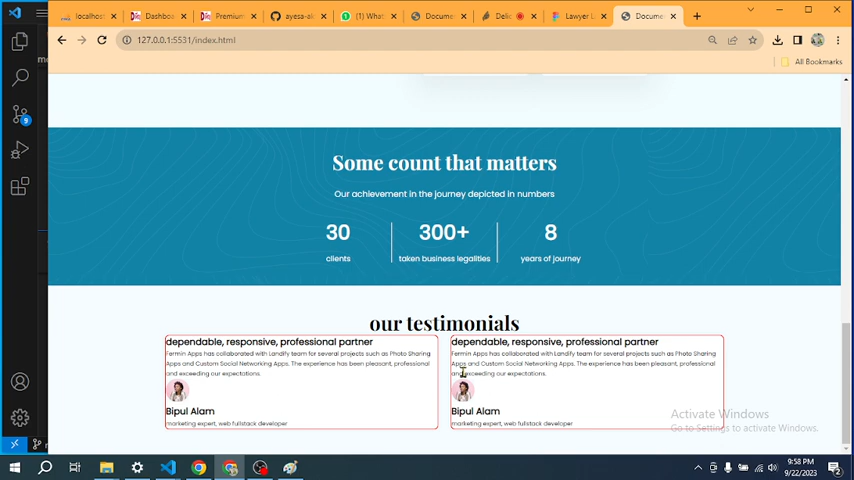 localhost
Dashbo
Premium
ayesa-al
(1) What
Docume
Delic
Lawyer L
Docume
127.0.0.1:5531/index.html
All Bookmarks
Some count that matters
Our achievement in the journey depicted in numbers
30
300+
8
clients
taken business legalities
years of journey
our testimonials
dependable, responsive, professional partner
Fermin Apps has collaborated with Landify team for several projects such as Photo Sharing
Apps and Custom Social Networking Apps. The experience has been pleasant, professional
and exceeding our expectations.
Bipul Alam
marketing expert, web fullstack developer
dependable, responsive, professional partner
Fermin Apps has collaborated with Landify team for several projects such as Photo Sharing
Apps and Custom Social Networking Apps. The experience has been pleasant, professional
and exceeding our expectations.
Bipul Alam
marketing expert, web fullstack developer
Activate Windows
Go to Settings to activate Windows.
9:58 PM
9/22/2023